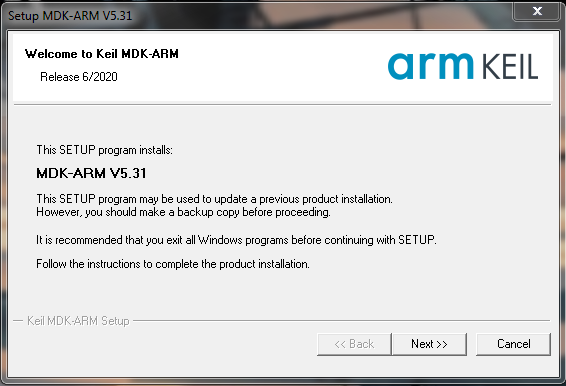 Setup MDK-ARM V5.31
Welcome to Keil MDK-ARM
Release 6/2020
arm KEIL
This SETUP program installs:
MDK-ARM V5.31
This SETUP program may be used to update a previous product installation.
However, you should make a backup copy before proceeding.
It is recommended that you exit all Windows programs before continuing with SETUP.
Follow the instructions to complete the product installation.
Keil MDK-ARM Setup
<< Back
Next >>
Cancel